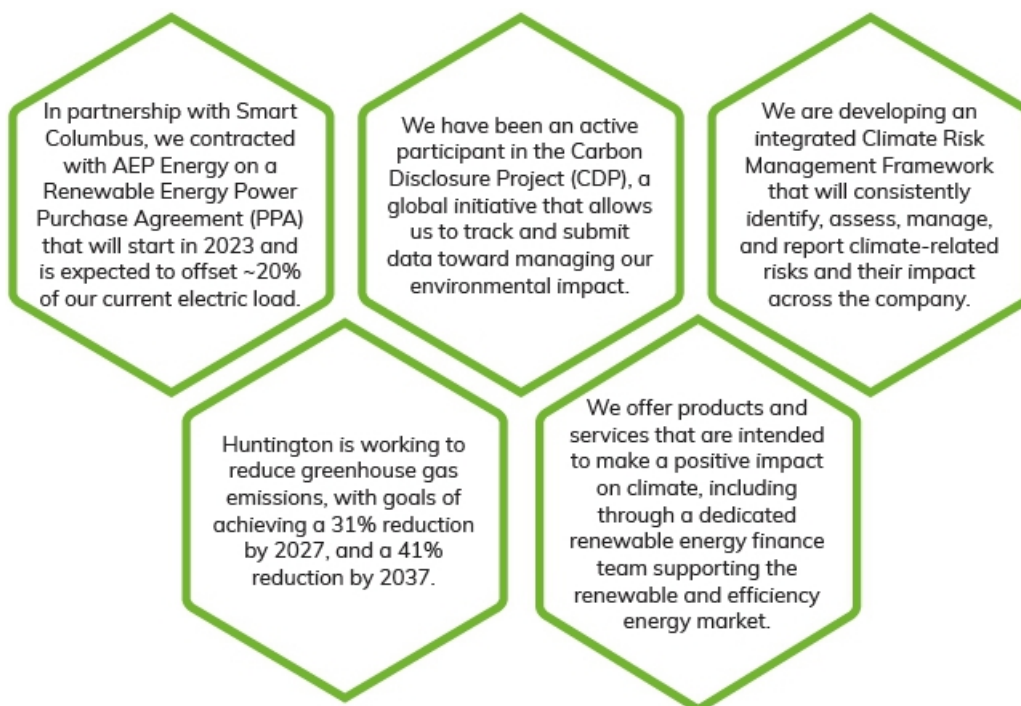 In partnership with Smart
Columbus, we contracted
with AEP Energy on a
Renewable Energy Power
Purchase Agreement (PPA)
that will start in 2023 and
is expected to offset ~20%
of our current electric load.
We have been an active
participant in the Carbon
Disclosure Project (CDP), a
global initiative that allows
us to track and submit
data toward managing our
environmental impact.
We are developing an
integrated Climate Risk
Management Framework
that will consistently
identify, assess, manage,
and report climate-related
risks and their impact
across the company.
Huntington is working to
reduce greenhouse gas
emissions, with goals of
achieving a 31% reduction
by 2027, and a 41%
reduction by 2037.
We offer products and
services that are intended
to make a positive impact
on climate, including
through a dedicated
renewable energy finance
team supporting the
renewable and efficiency
energy market.